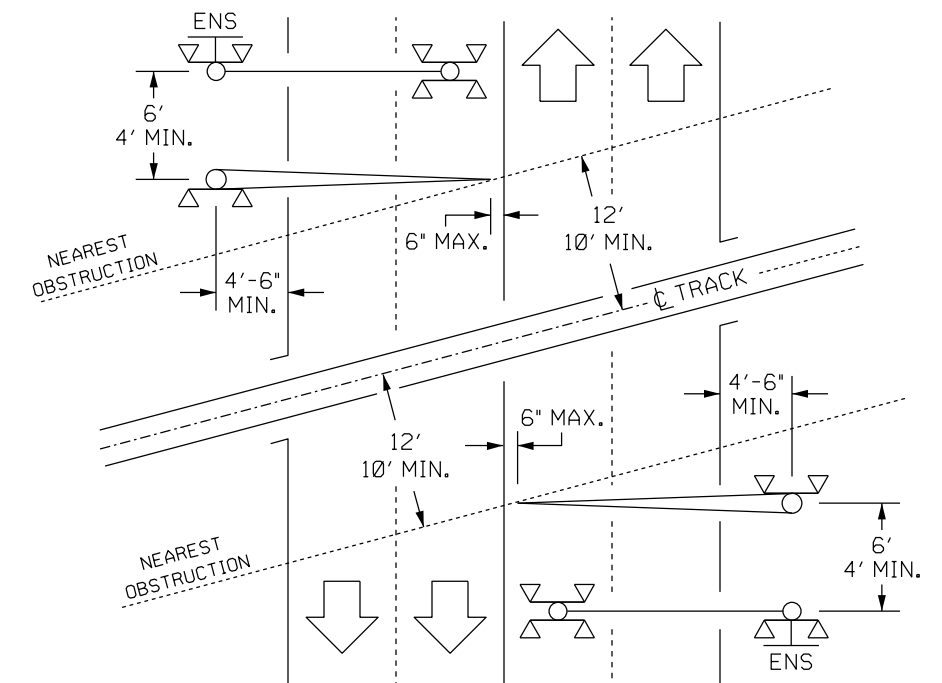 ENS
6'
4' MIN.
12'
10' MIN.
6" MAX.
NEAREST
OBSTRUCTION
4'-6"
MIN.
℄ TRACK
4'-6"
MIN.
6" MAX.
12'
10' MIN.
NEAREST
OBSTRUCTION
6'
4' MIN.
ENS